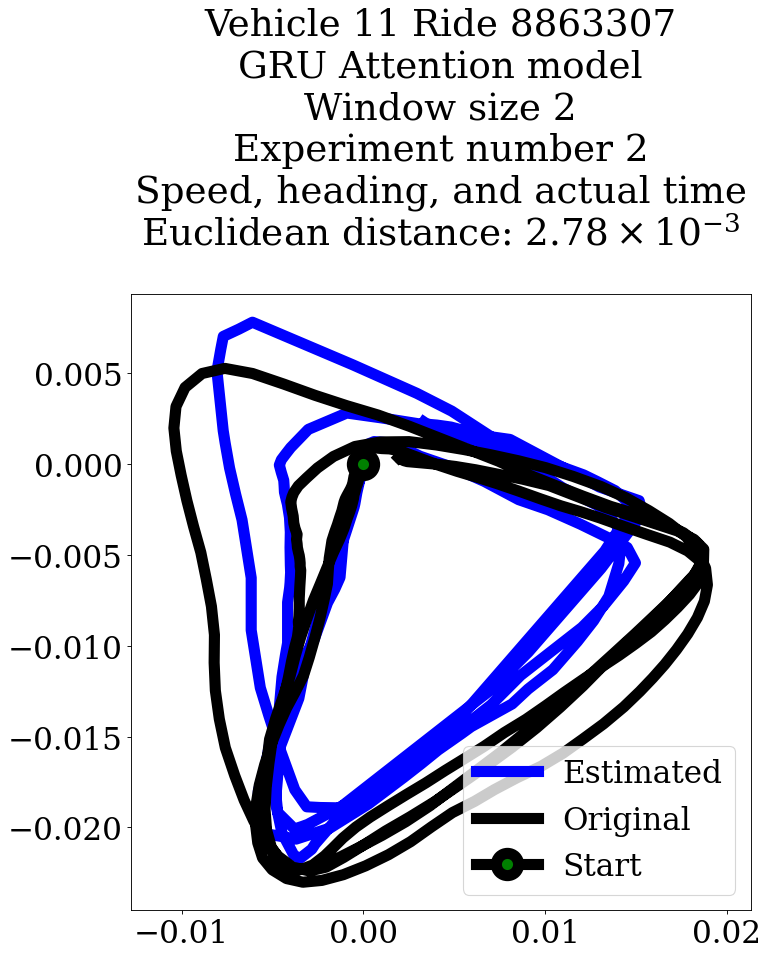 Vehicle 11 Ride 8863307
GRU Attention model
Window size 2
Experiment number 2
Speed, heading, and actual time
Euclidean distance: 2.78 × 10⁻³
0.005
0.000
−0.005
−0.010
−0.015
−0.020
Estimated
Original
Start
−0.01 0.00 0.01 0.02